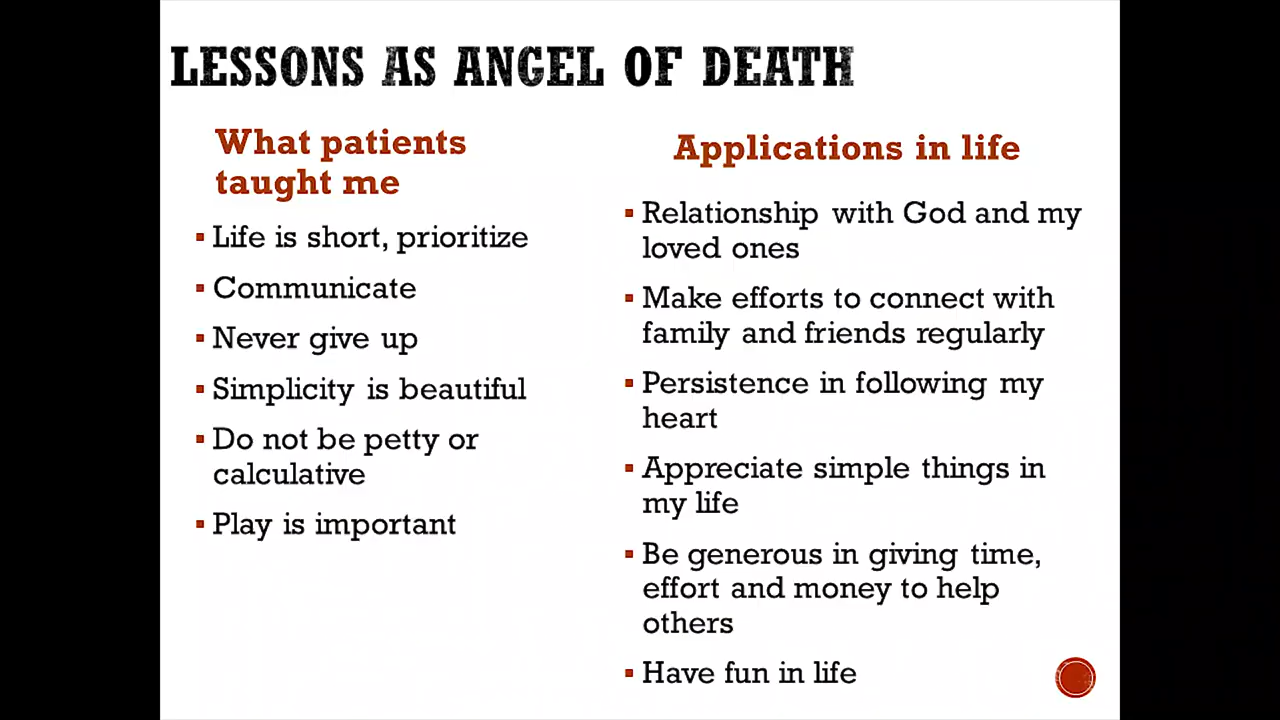 LESSONS AS ANGEL OF DEATH
What patients
taught me
Life is short, prioritize
Communicate
Never give up
Simplicity is beautiful
Do not be petty or
calculative
Play is important
Applications in life
Relationship with God and my
loved ones
Make efforts to connect with
family and friends regularly
Persistence in following my
heart
Appreciate simple things in
my life
Be generous in giving time,
effort and money to help
others
Have fun in life